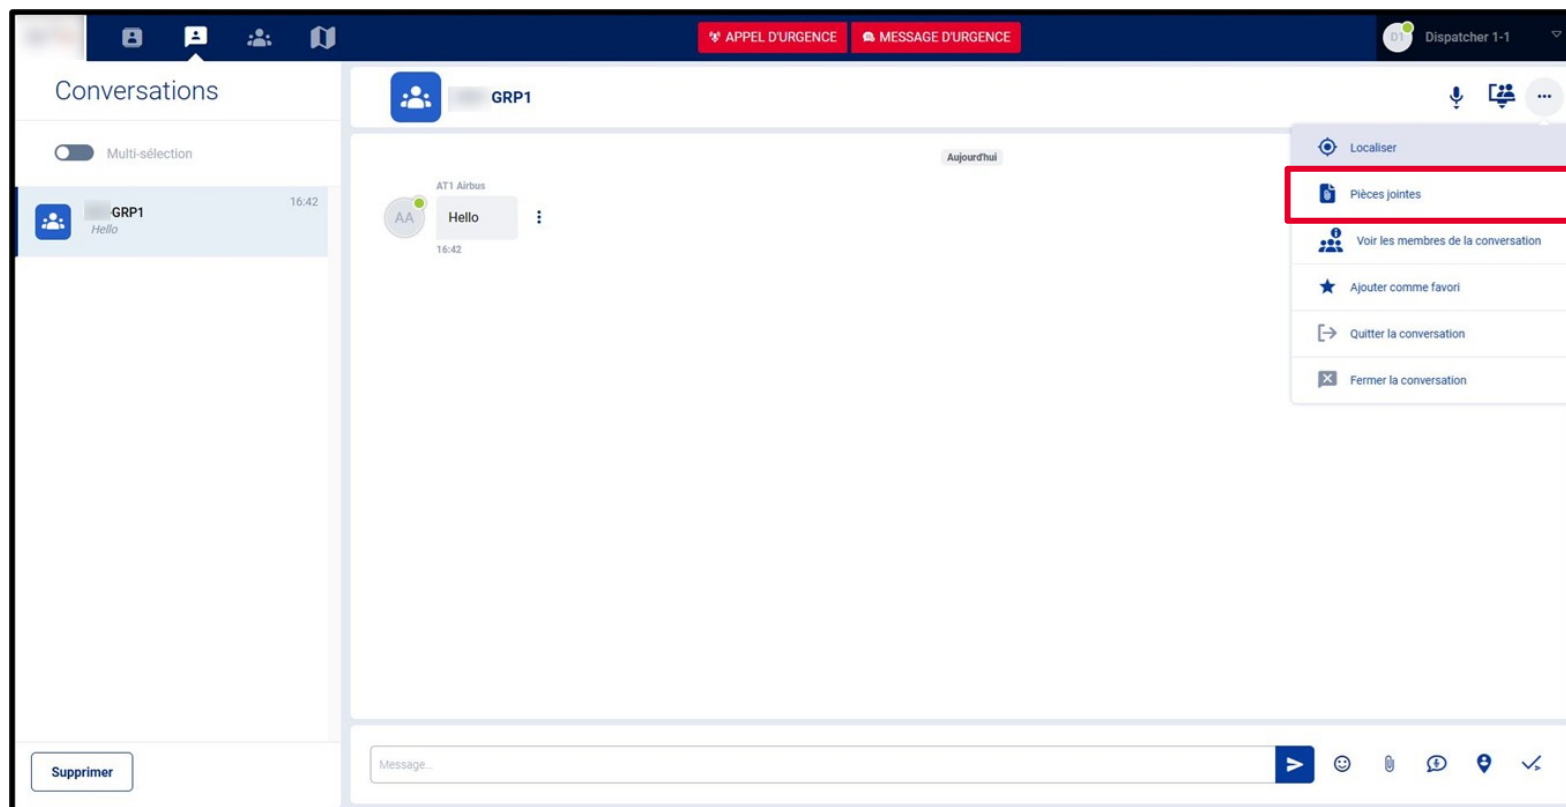 APPEL D'URGENCE
MESSAGE D'URGENCE
D1
Dispatcher 1-1
Conversations
GRP1
Multi-sélection
Localiser
Aujourd'hui
Pièces jointes
AT1 Airbus
-GRP1
16:42
Hello
AA
Hello
16:42
Voir les membres de la conversation
Ajouter comme favori
Quitter la conversation
Fermer la conversation
Supprimer
Message...